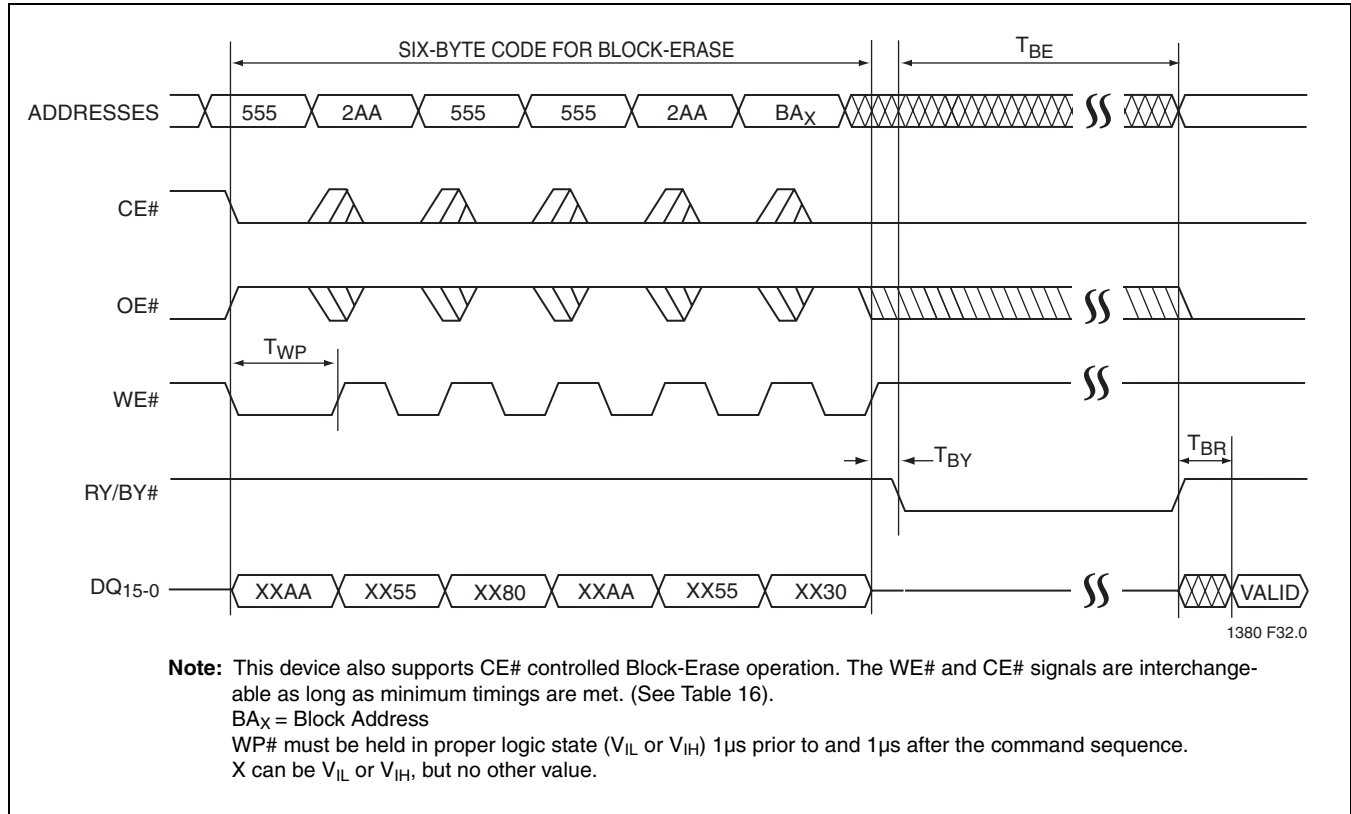 SIX-BYTE CODE FOR BLOCK-ERASE
TBE
ADDRESSES 555 2AA 555 555 2AA BAX
CE#
OE#
TWP
WE#
TBR
TBY
RY/BY#
DQ15-0 XXAA XX55 XX80 XXAA XX55 XX30 VALID
1380 F32.0
Note: This device also supports CE# controlled Block-Erase operation. The WE# and CE# signals are interchange-
able as long as minimum timings are met. (See Table 16).
BAX = Block Address
WP# must be held in proper logic state (VIL or VIH) 1µs prior to and 1µs after the command sequence.
X can be VIL or VIH, but no other value.